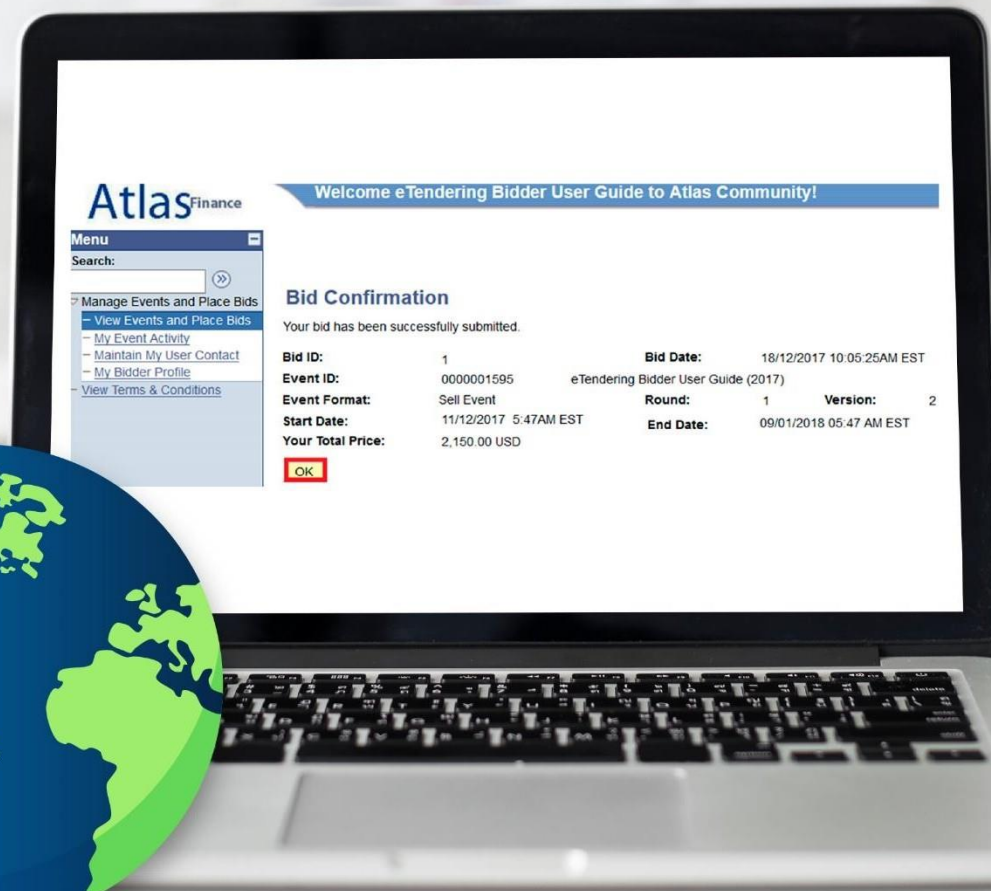 Atlas Finance
Welcome eTendering Bidder User Guide to Atlas Community!
Menu
Search:
Manage Events and Place Bids
View Events and Place Bids
My Event Activity
Maintain My User Contact
My Bidder Profile
View Terms & Conditions
Bid Confirmation
Your bid has been successfully submitted.
Bid ID: 1 Bid Date: 18/12/2017 10:05:25AM EST
Event ID: 0000001595 eTendering Bidder User Guide (2017)
Event Format: Sell Event Round: 1 Version: 2
Start Date: 11/12/2017 5:47AM EST End Date: 09/01/2018 05:47 AM EST
Your Total Price: 2,150.00 USD
OK
delete
return